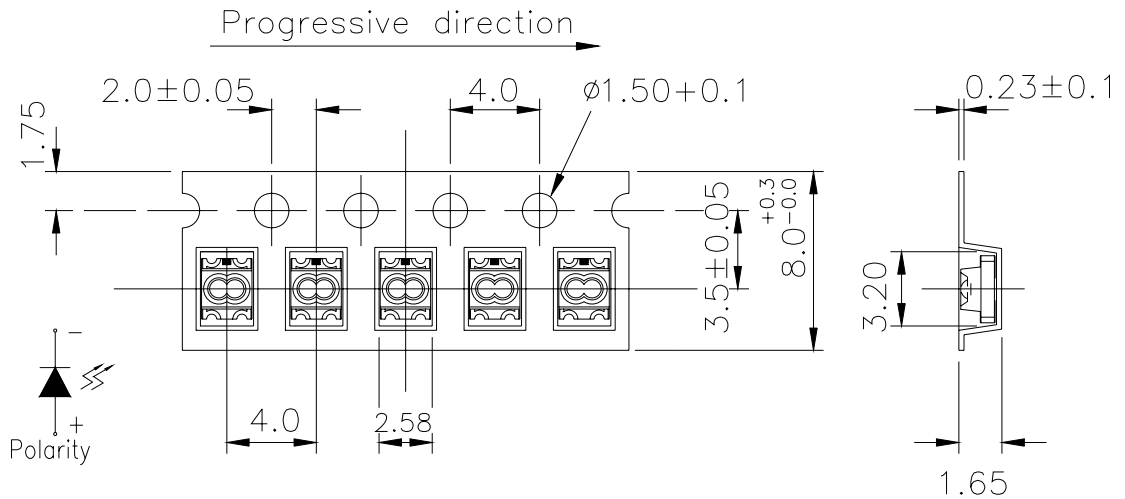 Progressive direction
2.0±0.05
4.0
ø1.50+0.1
0.23±0.1
1.75
3.5±0.05
8.0 +0.3 -0.0
3.20
−
+
Polarity
4.0
2.58
1.65